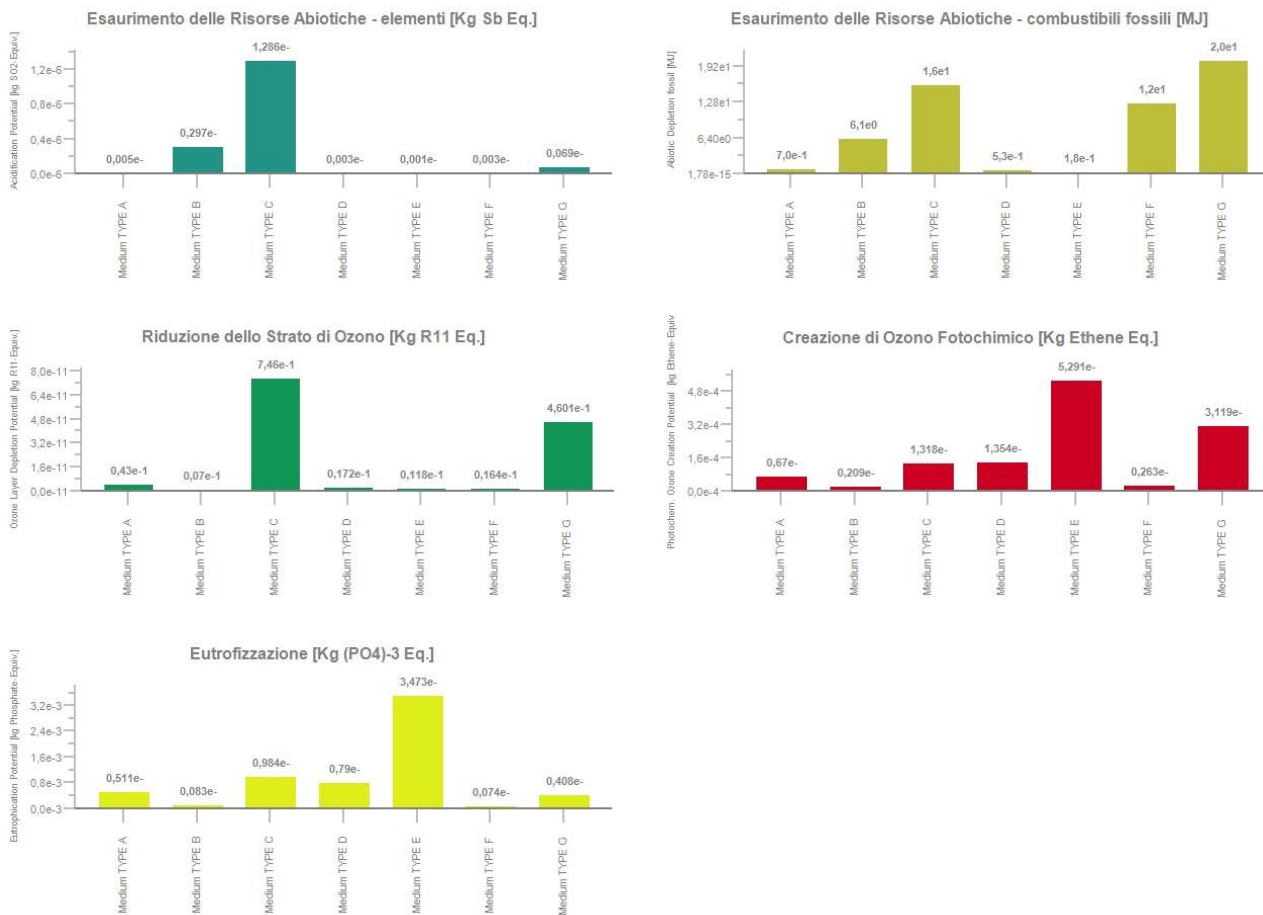 Esaurimento delle Risorse Abiotiche - elementi [Kg Sb Eq.]
Acidification Potential [kg SO2-Equiv.]
1,2e-6
0,8e-6
0,4e-6
0,0e-6
0,005e-
0,297e-
1,286e-
0,003e-
0,001e-
0,003e-
0,069e-
Medium TYPE A
Medium TYPE B
Medium TYPE C
Medium TYPE D
Medium TYPE E
Medium TYPE F
Medium TYPE G
Esaurimento delle Risorse Abiotiche - combustibili fossili [MJ]
Abiotic Depletion fossil [MJ]
1,92e1
1,28e1
6,40e0
1,78e-15
7,0e-1
6,1e0
1,6e1
5,3e-1
1,8e-1
1,2e1
2,0e1
Medium TYPE A
Medium TYPE B
Medium TYPE C
Medium TYPE D
Medium TYPE E
Medium TYPE F
Medium TYPE G
Riduzione dello Strato di Ozono [Kg R11 Eq.]
Ozone Layer Depletion Potential [kg R11-Equiv.]
8,0e-11
6,4e-11
4,8e-11
3,2e-11
1,6e-11
0,0e-11
0,43e-1
0,07e-1
7,46e-1
0,172e-1
0,118e-1
0,164e-1
4,601e-1
Medium TYPE A
Medium TYPE B
Medium TYPE C
Medium TYPE D
Medium TYPE E
Medium TYPE F
Medium TYPE G
Creazione di Ozono Fotochimico [Kg Ethene Eq.]
Photochem. Ozone Creation Potential [kg Ethene-Equiv
4,8e-4
3,2e-4
1,6e-4
0,0e-4
0,67e-
0,209e-
1,318e-
1,354e-
5,291e-
0,263e-
3,119e-
Medium TYPE A
Medium TYPE B
Medium TYPE C
Medium TYPE D
Medium TYPE E
Medium TYPE F
Medium TYPE G
Eutrofizzazione [Kg (PO4)-3 Eq.]
Eutrophication Potential [kg Phosphate-Equiv.]
3,2e-3
2,4e-3
1,6e-3
0,8e-3
0,0e-3
0,511e-
0,083e-
0,984e-
0,79e-
3,473e-
0,074e-
0,408e-
Medium TYPE A
Medium TYPE B
Medium TYPE C
Medium TYPE D
Medium TYPE E
Medium TYPE F
Medium TYPE G